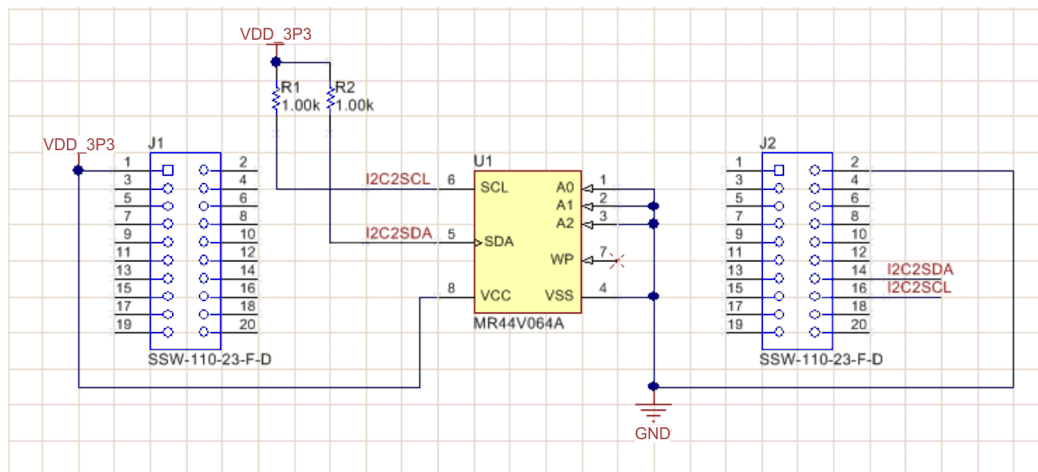 VDD_3P3
R1
1.00k
R2
1.00k
VDD_3P3
J1
1 2
3 4
5 6
7 8
9 10
11 12
13 14
15 16
17 18
19 20
SSW-110-23-F-D
U1
I2C2SCL 6 SCL A0 1
A1 2
A2 3
I2C2SDA 5 SDA
WP 7
8 VCC VSS 4
MR44V064A
GND
J2
1 2
3 4
5 6
7 8
9 10
11 12
13 14 I2C2SDA
15 16 I2C2SCL
17 18
19 20
SSW-110-23-F-D